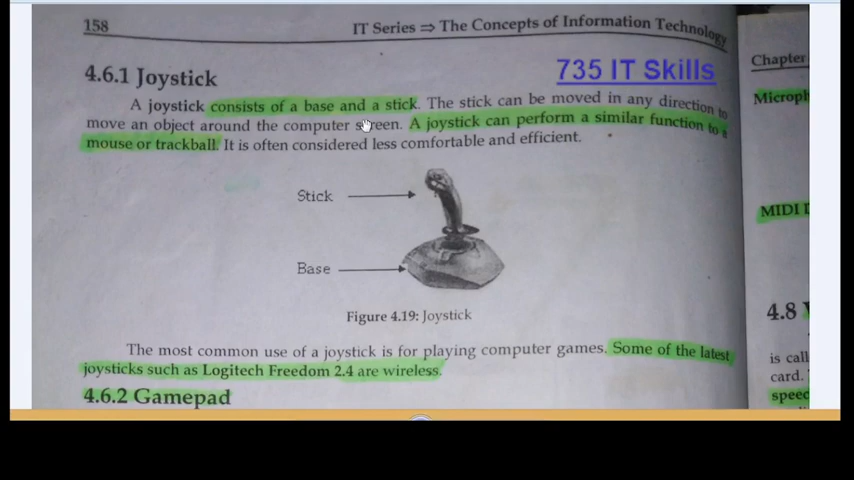 158
IT Series ⇒ The Concepts of Information Technology
4.6.1 Joystick
735 IT Skills
A joystick consists of a base and a stick. The stick can be moved in any direction to
move an object around the computer screen. A joystick can perform a similar function to a
mouse or trackball. It is often considered less comfortable and efficient.
Stick
Base
Figure 4.19: Joystick
The most common use of a joystick is for playing computer games. Some of the latest
joysticks such as Logitech Freedom 2.4 are wireless.
4.6.2 Gamepad
Chapter
MIDI
4.8
is call
card.